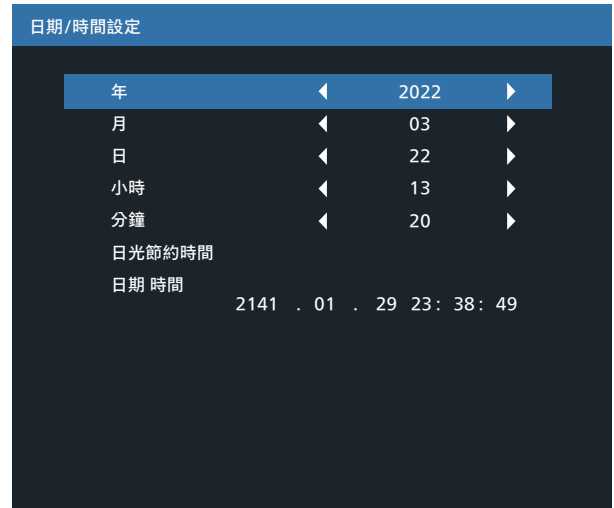 日期/時間設定
年 2022
月 03
日 22
小時 13
分鐘 20
日光節約時間
日期 時間
2141 . 01 . 29 23: 38: 49